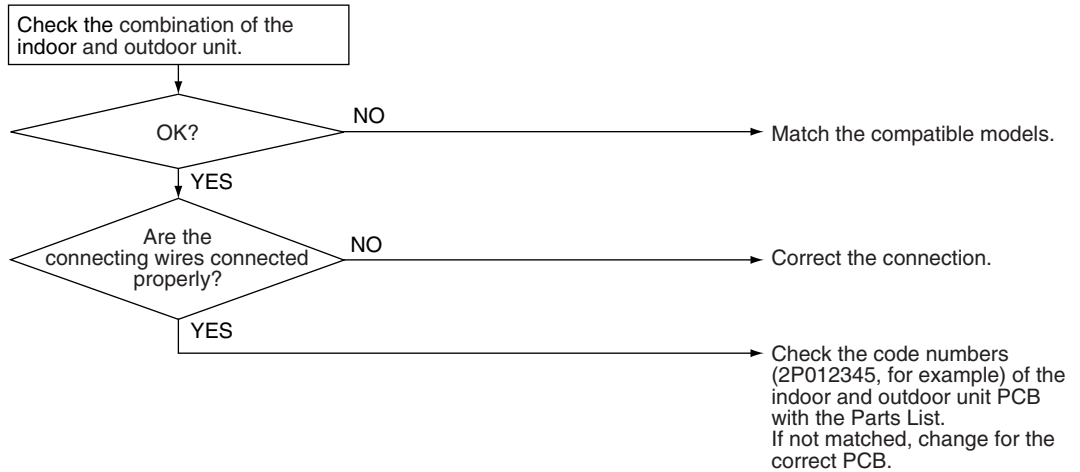 Check the combination of the
indoor and outdoor unit.
OK?
NO
Match the compatible models.
YES
Are the
connecting wires connected
properly?
NO
Correct the connection.
YES
Check the code numbers
(2P012345, for example) of the
indoor and outdoor unit PCB
with the Parts List.
If not matched, change for the
correct PCB.